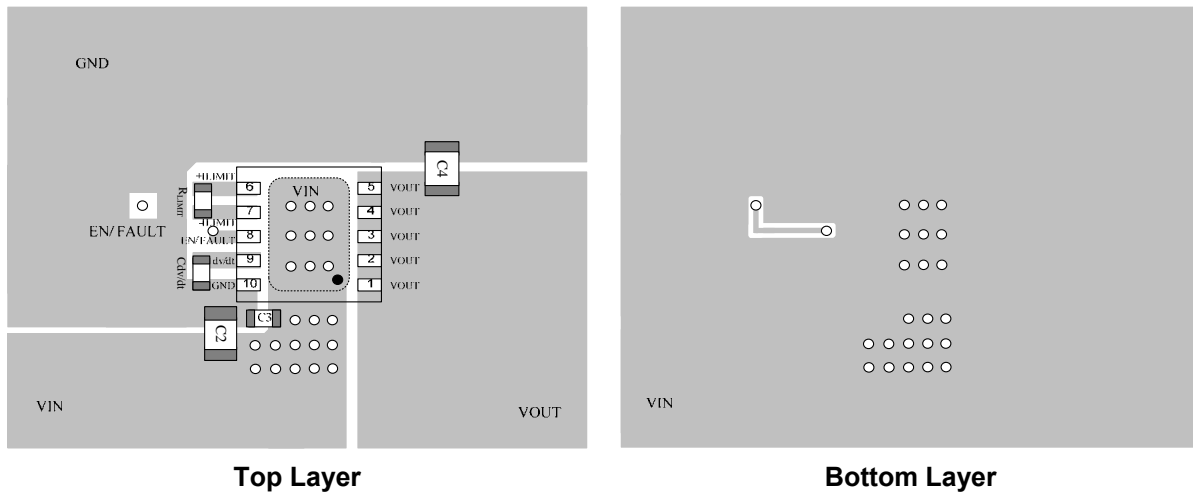 GND
+ILIMIT
RLIMIT
6
VIN
5
VOUT
C4
7
4
VOUT
+ILIMIT
EN/ FAULT
EN/FAULT
8
3
VOUT
Cdv/dt
dv/dt
9
2
VOUT
GND
10
1
VOUT
C2
C3
VIN
VOUT
Top Layer
VIN
Bottom Layer